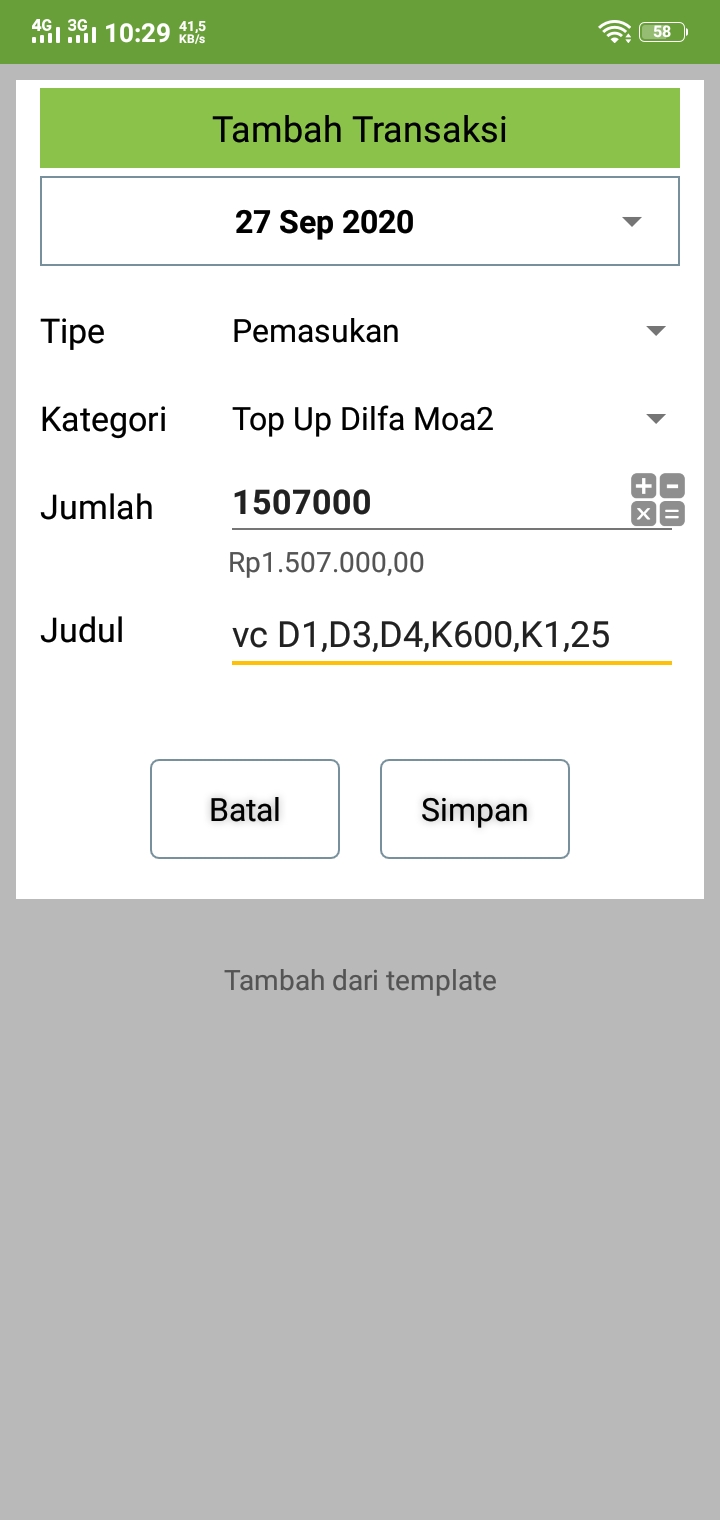 4G 3G 10:29 41,5 KB/s 58
Tambah Transaksi
27 Sep 2020
Tipe Pemasukan
Kategori Top Up Dilfa Moa2
Jumlah 1507000
Rp1.507.000,00
Judul vc D1,D3,D4,K600,K1,25
Batal Simpan
Tambah dari template